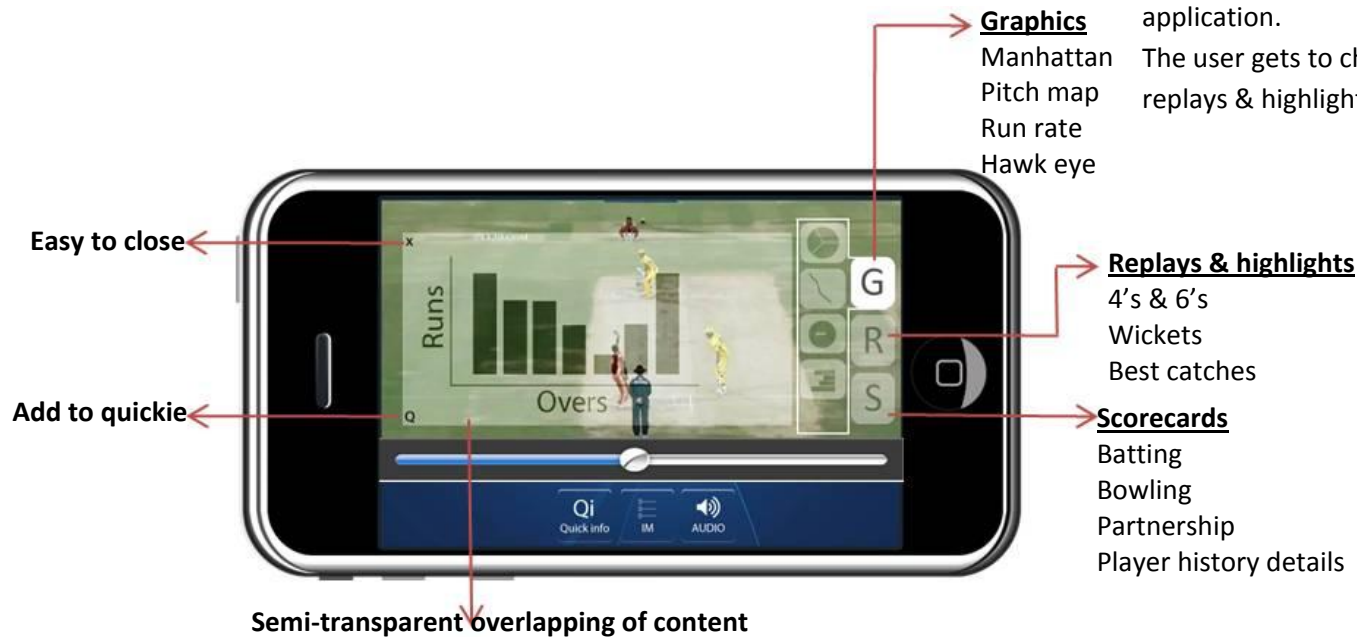 Graphics
Manhattan
Pitch map
Run rate
Hawk eye
application.
The user gets to
replays &
Easy to close
X
Runs
Overs
G
R
S
Replays & highlights
4’s & 6’s
Wickets
Best catches
Add to quickie
Q
Scorecards
Batting
Bowling
Partnership
Player history details
Qi
Quick info
IM
AUDIO
Semi-transparent overlapping of content